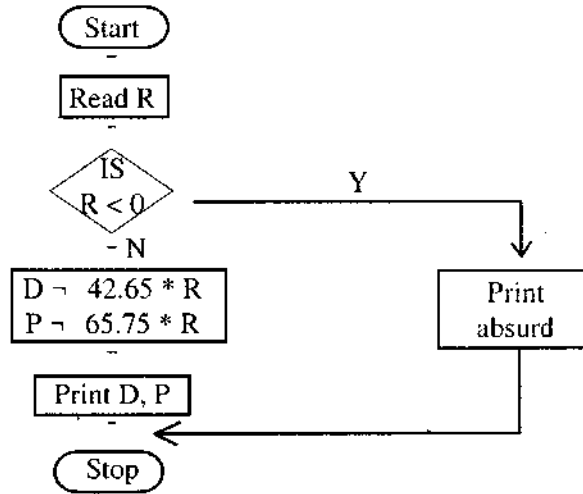 Start
Read R
IS
R < 0
Y
N
D ¬ 42.65 * R
P ¬ 65.75 * R
Print
absurd
Print D, P
Stop